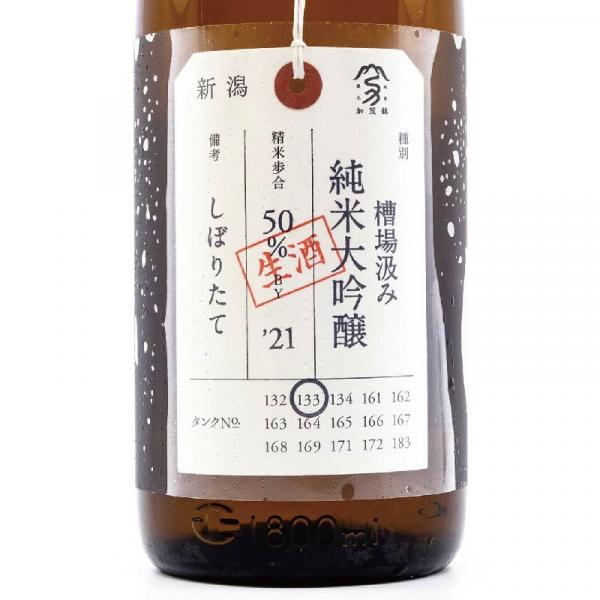 加茂錦
新潟
種別
槽場汲み
純米大吟醸
精米歩合
50%
BY
'21
生酒
備考
しぼりたて
タンクNo.
132 133 134 161 162
163 164 165 166 167
168 169 171 172 183
1800ml